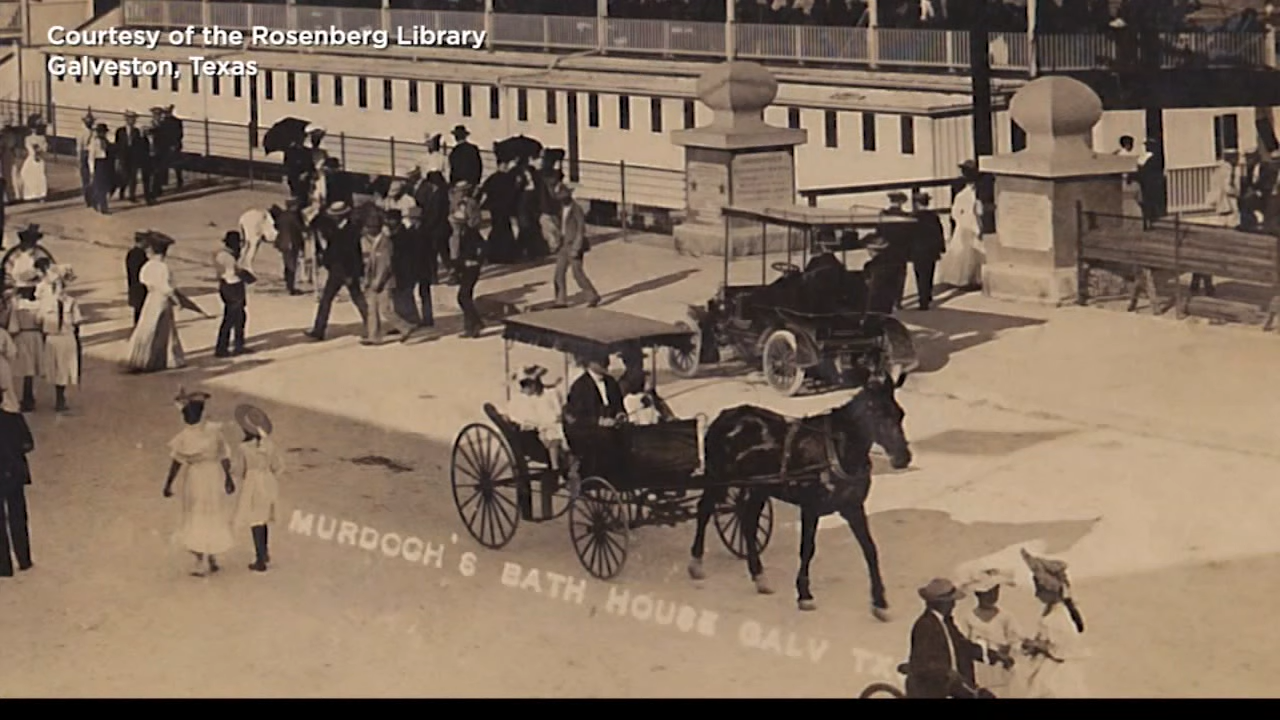 Courtesy of the Rosenberg Library
Galveston, Texas
MURDOCH'S BATH HOUSE GALV TX